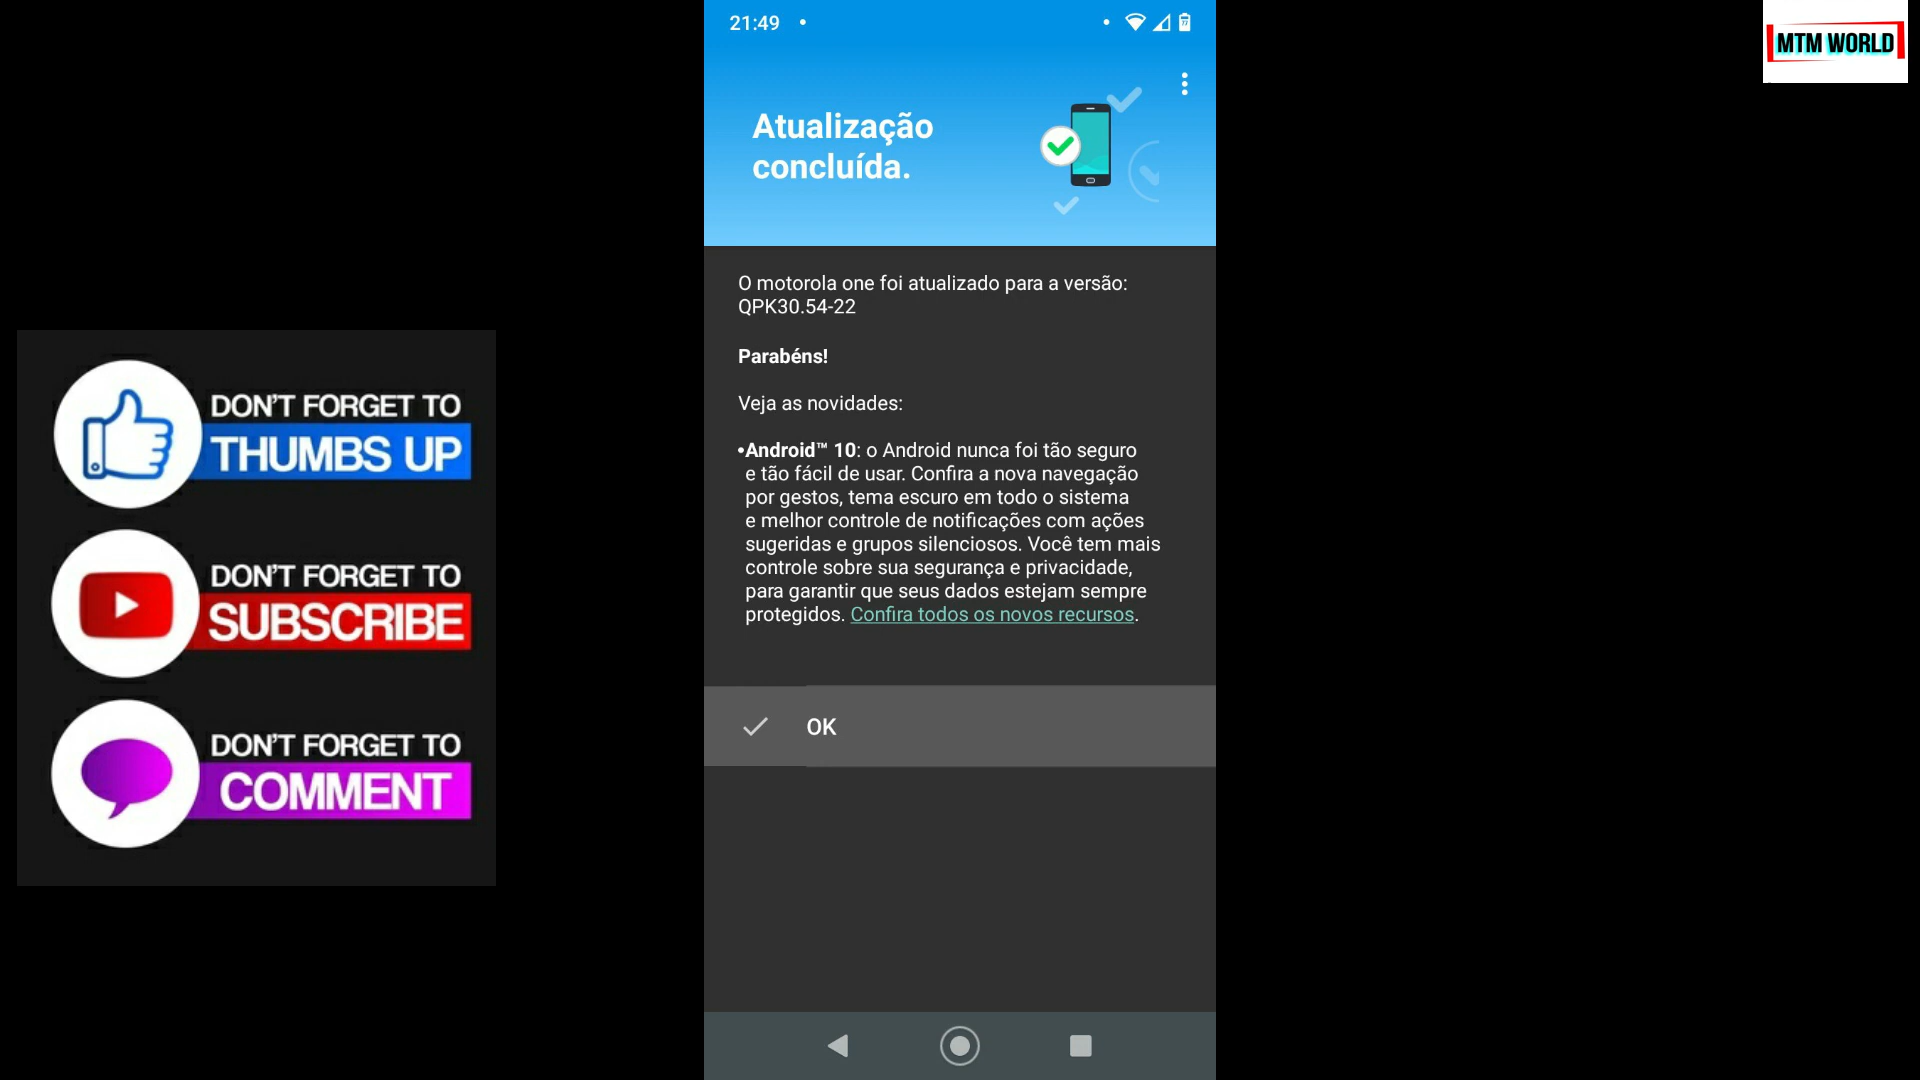 21:49
MTM WORLD
Atualização
concluída.
O motorola one foi atualizado para a versão:
QPK30.54-22
Parabéns!
Veja as novidades:
•Android™ 10: o Android nunca foi tão seguro
e tão fácil de usar. Confira a nova navegação
por gestos, tema escuro em todo o sistema
e melhor controle de notificações com ações
sugeridas e grupos silenciosos. Você tem mais
controle sobre sua segurança e privacidade,
para garantir que seus dados estejam sempre
protegidos. Confira todos os novos recursos.
OK
DON'T FORGET TO
THUMBS UP
DON'T FORGET TO
SUBSCRIBE
DON'T FORGET TO
COMMENT